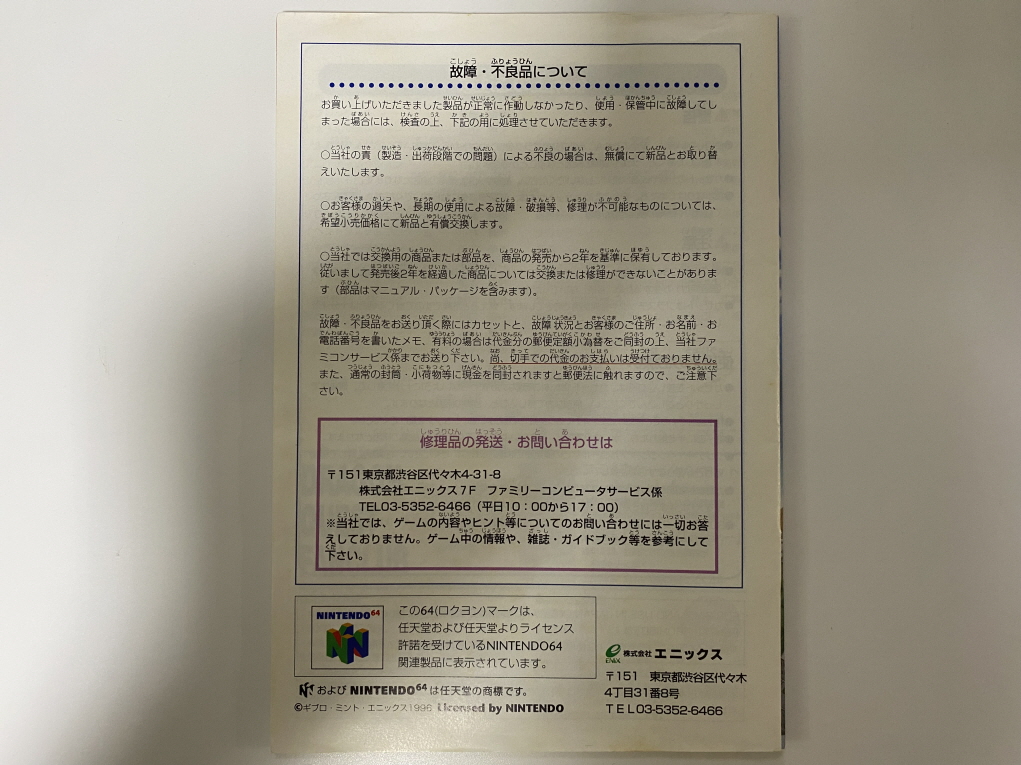 故障・不良品について
お買い上げいただきました製品が正常に作動しなかったり、使用・保管中に故障してし
まった場合には、検査の上、下記の用に処理させていただきます。
○当社の責（製造・出荷段階での問題）による不良の場合は、無償にて新品とお取り替
えいたします。
○お客様の過失や、長期の使用による故障・破損等、修理が不可能なものについては、
希望小売価格にて新品と有償交換します。
○当社では交換用の商品または部品を、商品の発売から2年を基準に保有しております。
従いまして発売後2年を経過した商品については交換または修理ができないことがありま
す（部品はマニュアル・パッケージを含みます）。
故障・不良品をお送り頂く際にはカセットと、故障状況とお客様のご住所・お名前・お
電話番号を書いたメモ、有料の場合は代金分の郵便定額小為替をご同封の上、当社ファ
ミコンサービス係までお送り下さい。尚、切手での代金のお支払いは受付ておりません。
また、通常の封筒・小荷物等に現金を同封されますと郵便法に触れますので、ご注意下
さい。
修理品の発送・お問い合わせは
〒151東京都渋谷区代々木4-31-8
株式会社エニックス7F ファミリーコンピュータサービス係
TEL03-5352-6466（平日10：00から17：00）
※当社では、ゲームの内容やヒント等についてのお問い合わせには一切お答
えしておりません。ゲーム中の情報や、雑誌・ガイドブック等を参考にして
下さい。
NINTENDO64
この64(ロクヨン)マークは、
任天堂および任天堂よりライセンス
許諾を受けているNINTENDO64
関連製品に表示されています。
および NINTENDO64 は任天堂の商標です。
©ギブロ・ミント・エニックス1996 Licensed by NINTENDO
ENIX 株式会社エニックス
〒151 東京都渋谷区代々木
4丁目31番8号
TEL03-5352-6466